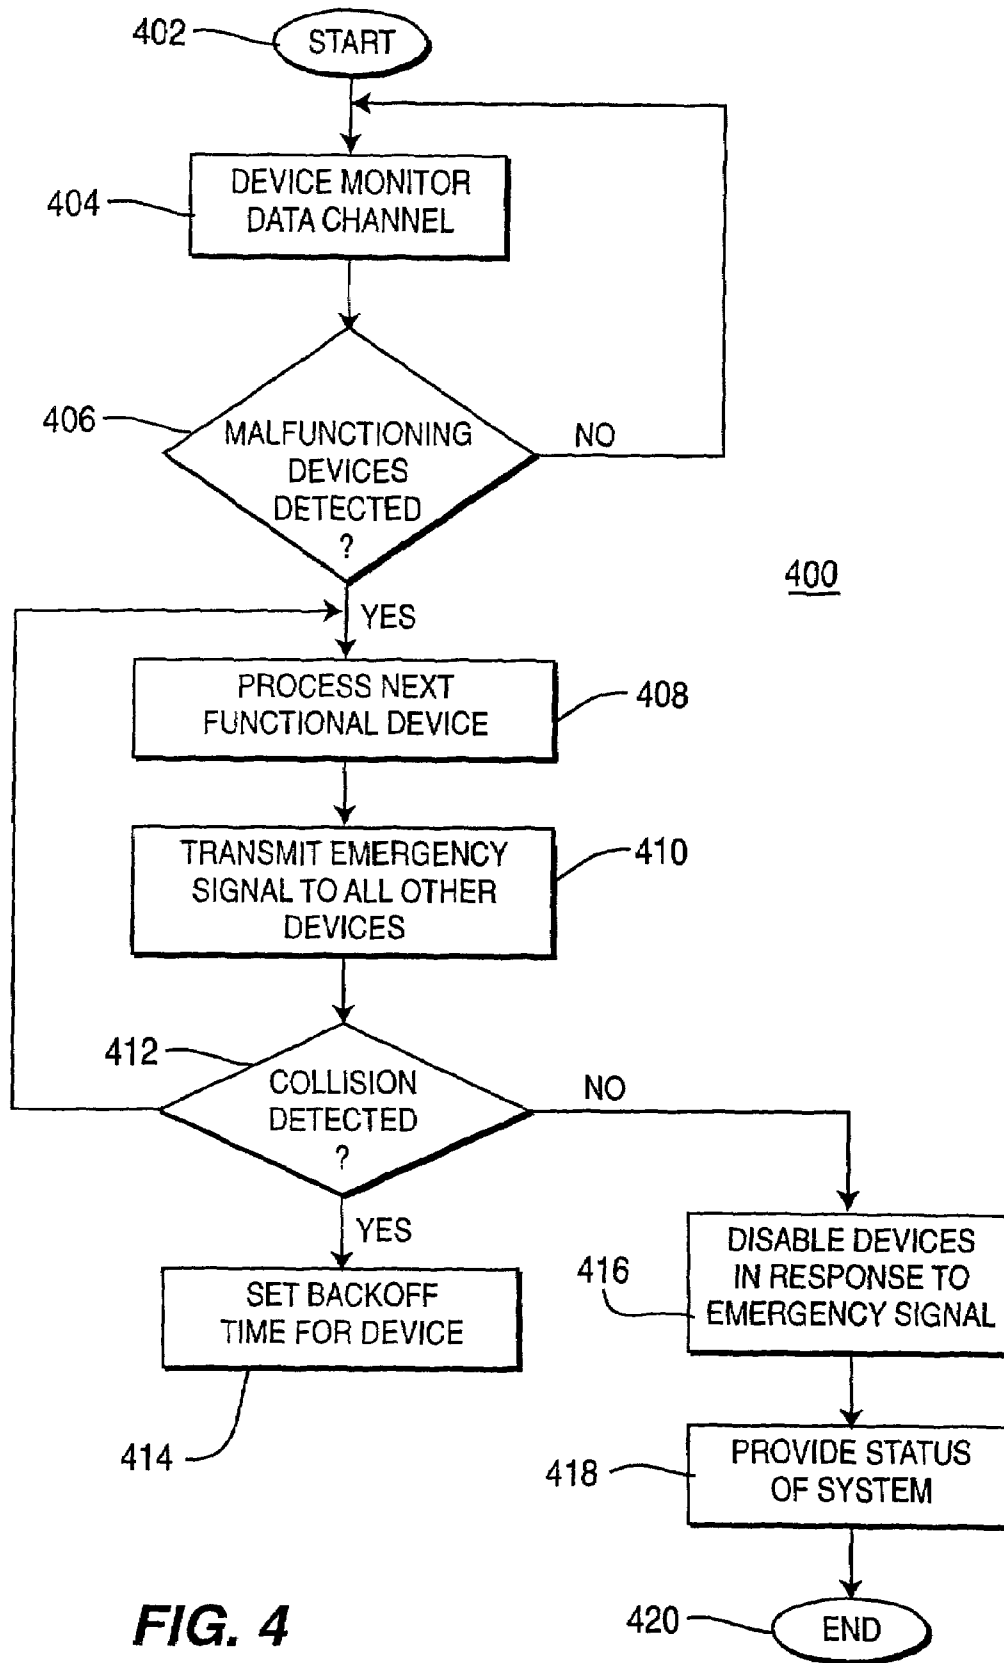 402
START
404
DEVICE MONITOR
DATA CHANNEL
406
MALFUNCTIONING
DEVICES
DETECTED
?
NO
400
YES
PROCESS NEXT
FUNCTIONAL DEVICE
408
TRANSMIT EMERGENCY
SIGNAL TO ALL OTHER
DEVICES
410
412
COLLISION
DETECTED
?
NO
YES
SET BACKOFF
TIME FOR DEVICE
414
416
DISABLE DEVICES
IN RESPONSE TO
EMERGENCY SIGNAL
418
PROVIDE STATUS
OF SYSTEM
420
END
FIG. 4